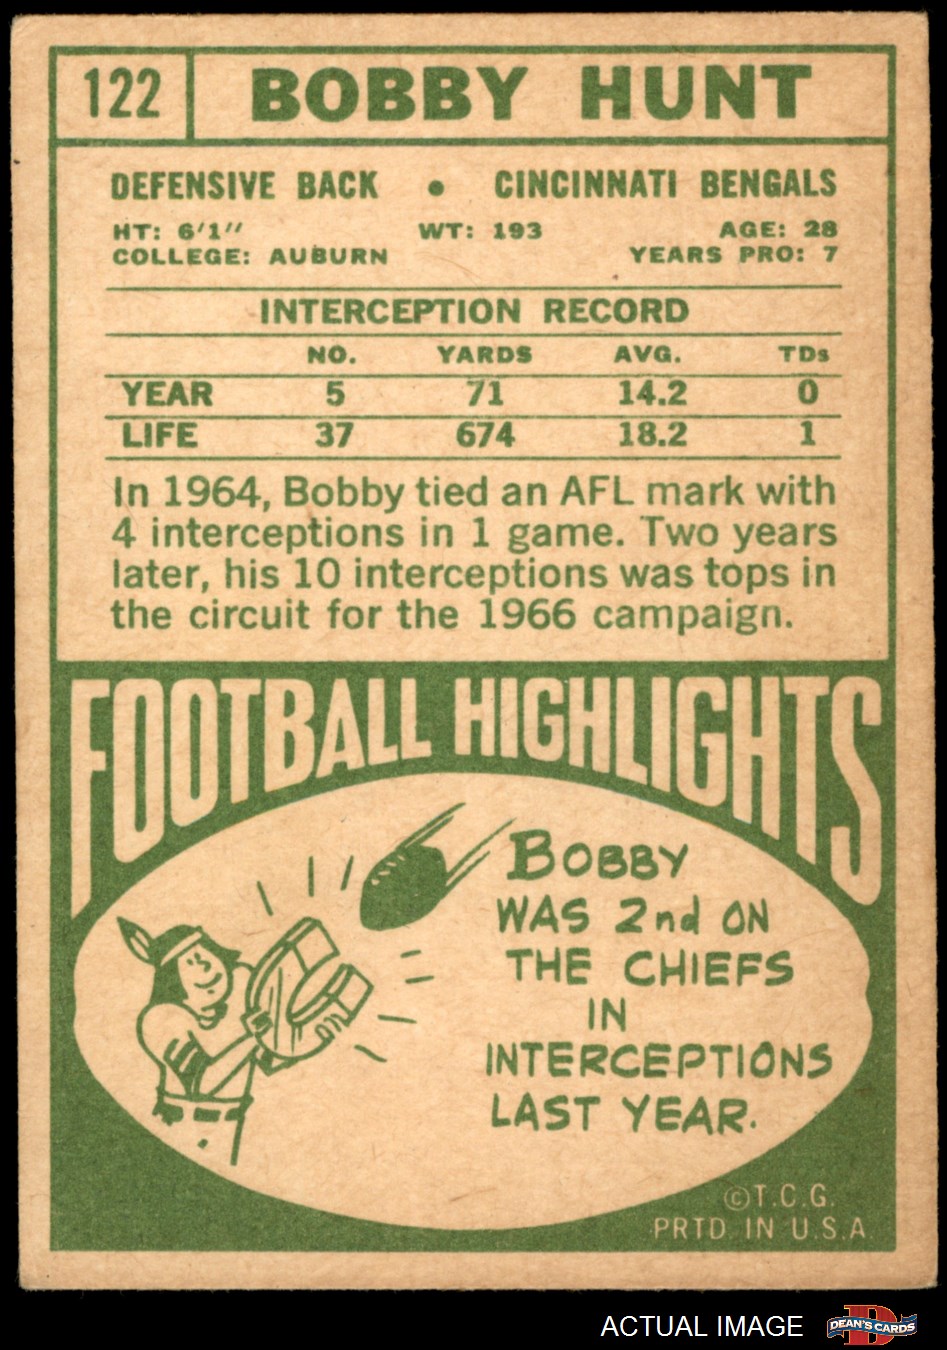 122 BOBBY HUNT
DEFENSIVE BACK • CINCINNATI BENGALS
HT: 6'1" WT: 193 AGE: 28
COLLEGE: AUBURN YEARS PRO: 7
INTERCEPTION RECORD
NO. YARDS AVG. TDs
YEAR 5 71 14.2 0
LIFE 37 674 18.2 1
In 1964, Bobby tied an AFL mark with
4 interceptions in 1 game. Two years
later, his 10 interceptions was tops in
the circuit for the 1966 campaign.
FOOTBALL HIGHLIGHTS
BOBBY
WAS 2nd ON
THE CHIEFS
IN
INTERCEPTIONS
LAST YEAR.
©T.C.G.
PRTD. IN U.S.A.
ACTUAL IMAGE
D
DEAN'S CARDS